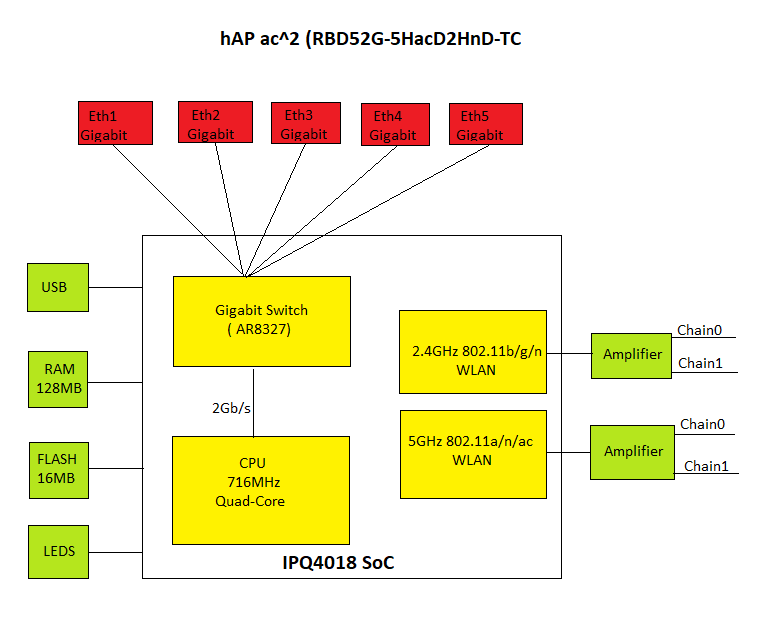 hAP ac^2 (RBD52G-5HacD2HnD-TC
Eth1
Gigabit
Eth2
Gigabit
Eth3
Gigabit
Eth4
Gigabit
Eth5
Gigabit
USB
RAM
128MB
FLASH
16MB
LEDS
Gigabit Switch
( AR8327)
2Gb/s
CPU
716MHz
Quad-Core
2.4GHz 802.11b/g/n
WLAN
5GHz 802.11a/n/ac
WLAN
IPQ4018 SoC
Amplifier
Chain0
Chain1
Amplifier
Chain0
Chain1